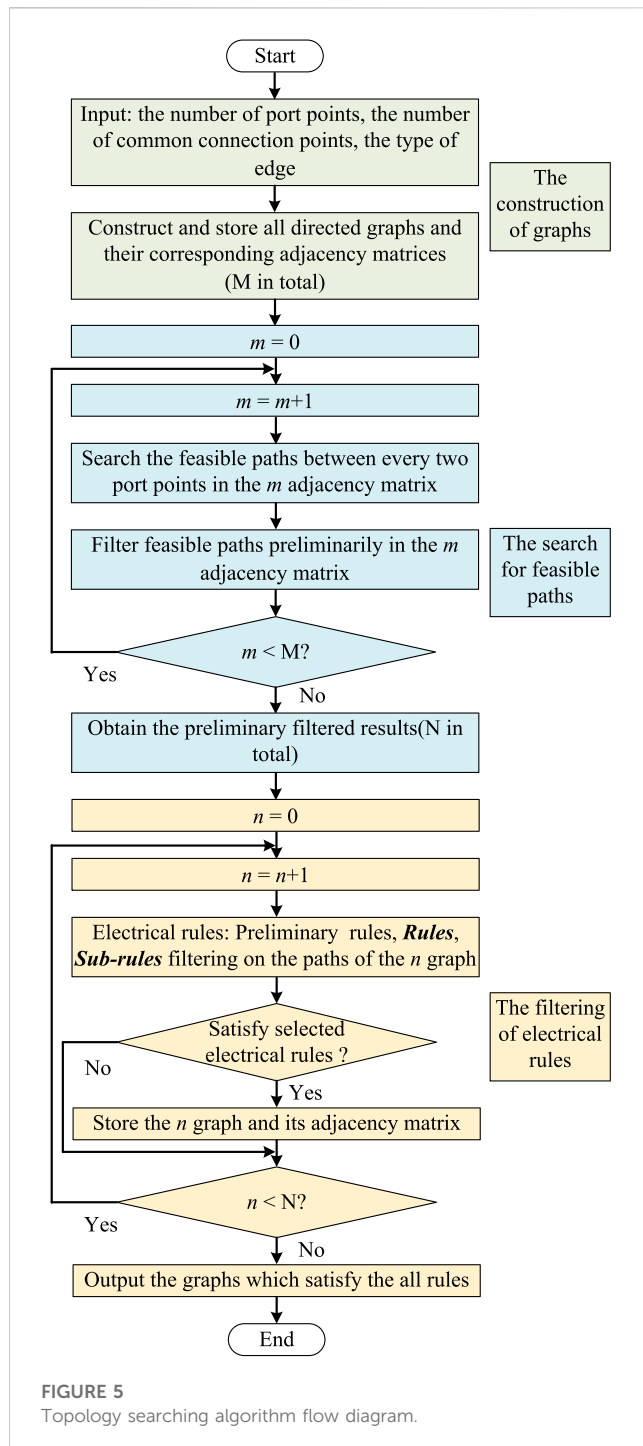 Start
Input: the number of port points, the number
of common connection points, the type of
edge
The
construction
of graphs
Construct and store all directed graphs and
their corresponding adjacency matrices
(M in total)
m = 0
m = m+1
Search the feasible paths between every two
port points in the m adjacency matrix
Filter feasible paths preliminarily in the m
adjacency matrix
The search
for feasible
paths
m < M?
Yes
No
Obtain the preliminary filtered results(N in
total)
n = 0
n = n+1
Electrical rules: Preliminary rules, Rules,
Sub-rules filtering on the paths of the n graph
Satisfy selected
electrical rules ?
The filtering
of electrical
rules
No
Yes
Store the n graph and its adjacency matrix
n < N?
Yes
No
Output the graphs which satisfy the all rules
End
FIGURE 5
Topology searching algorithm flow diagram.